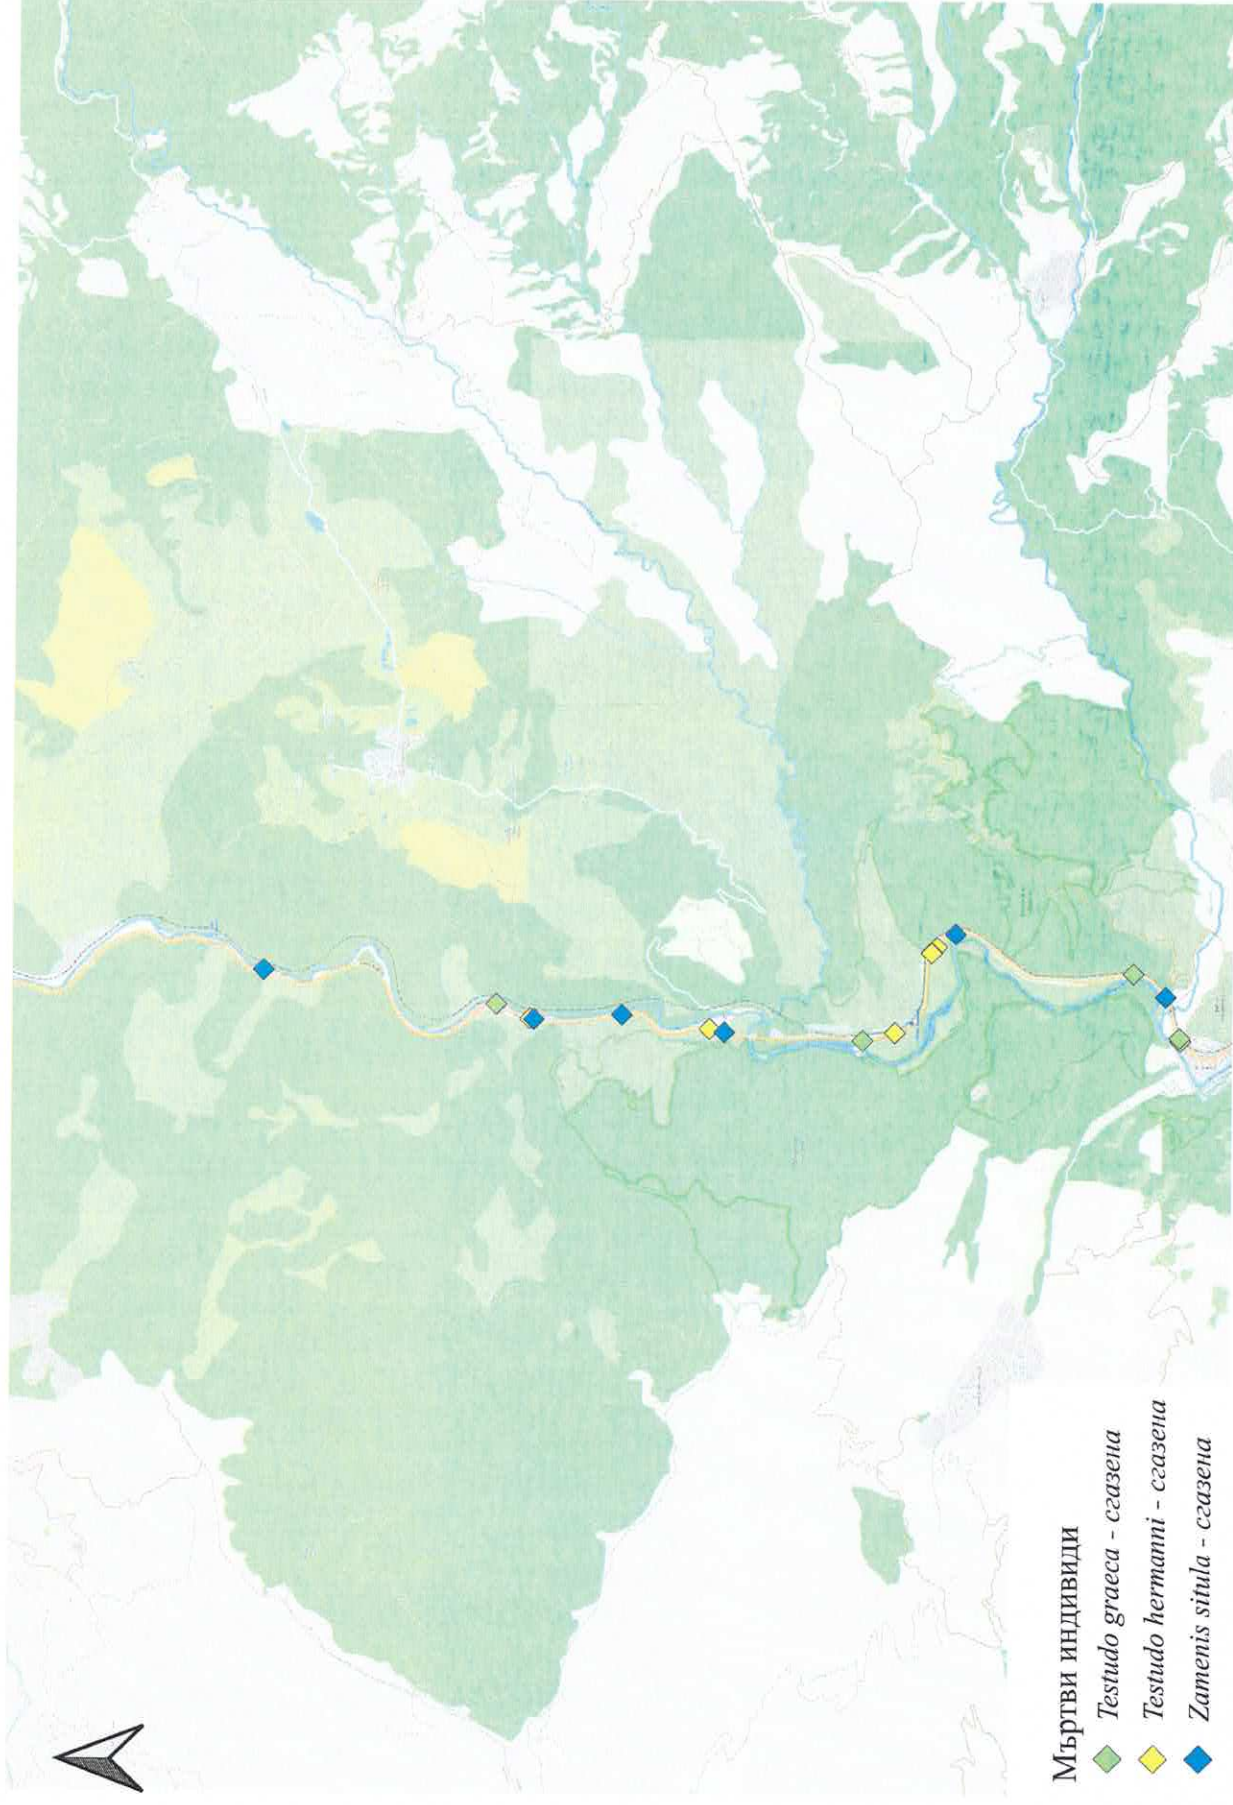 Мъртви индивиди
Testudo graeca - сгазена
Testudo hermanni - сгазена
Zamenis situla - сгазена